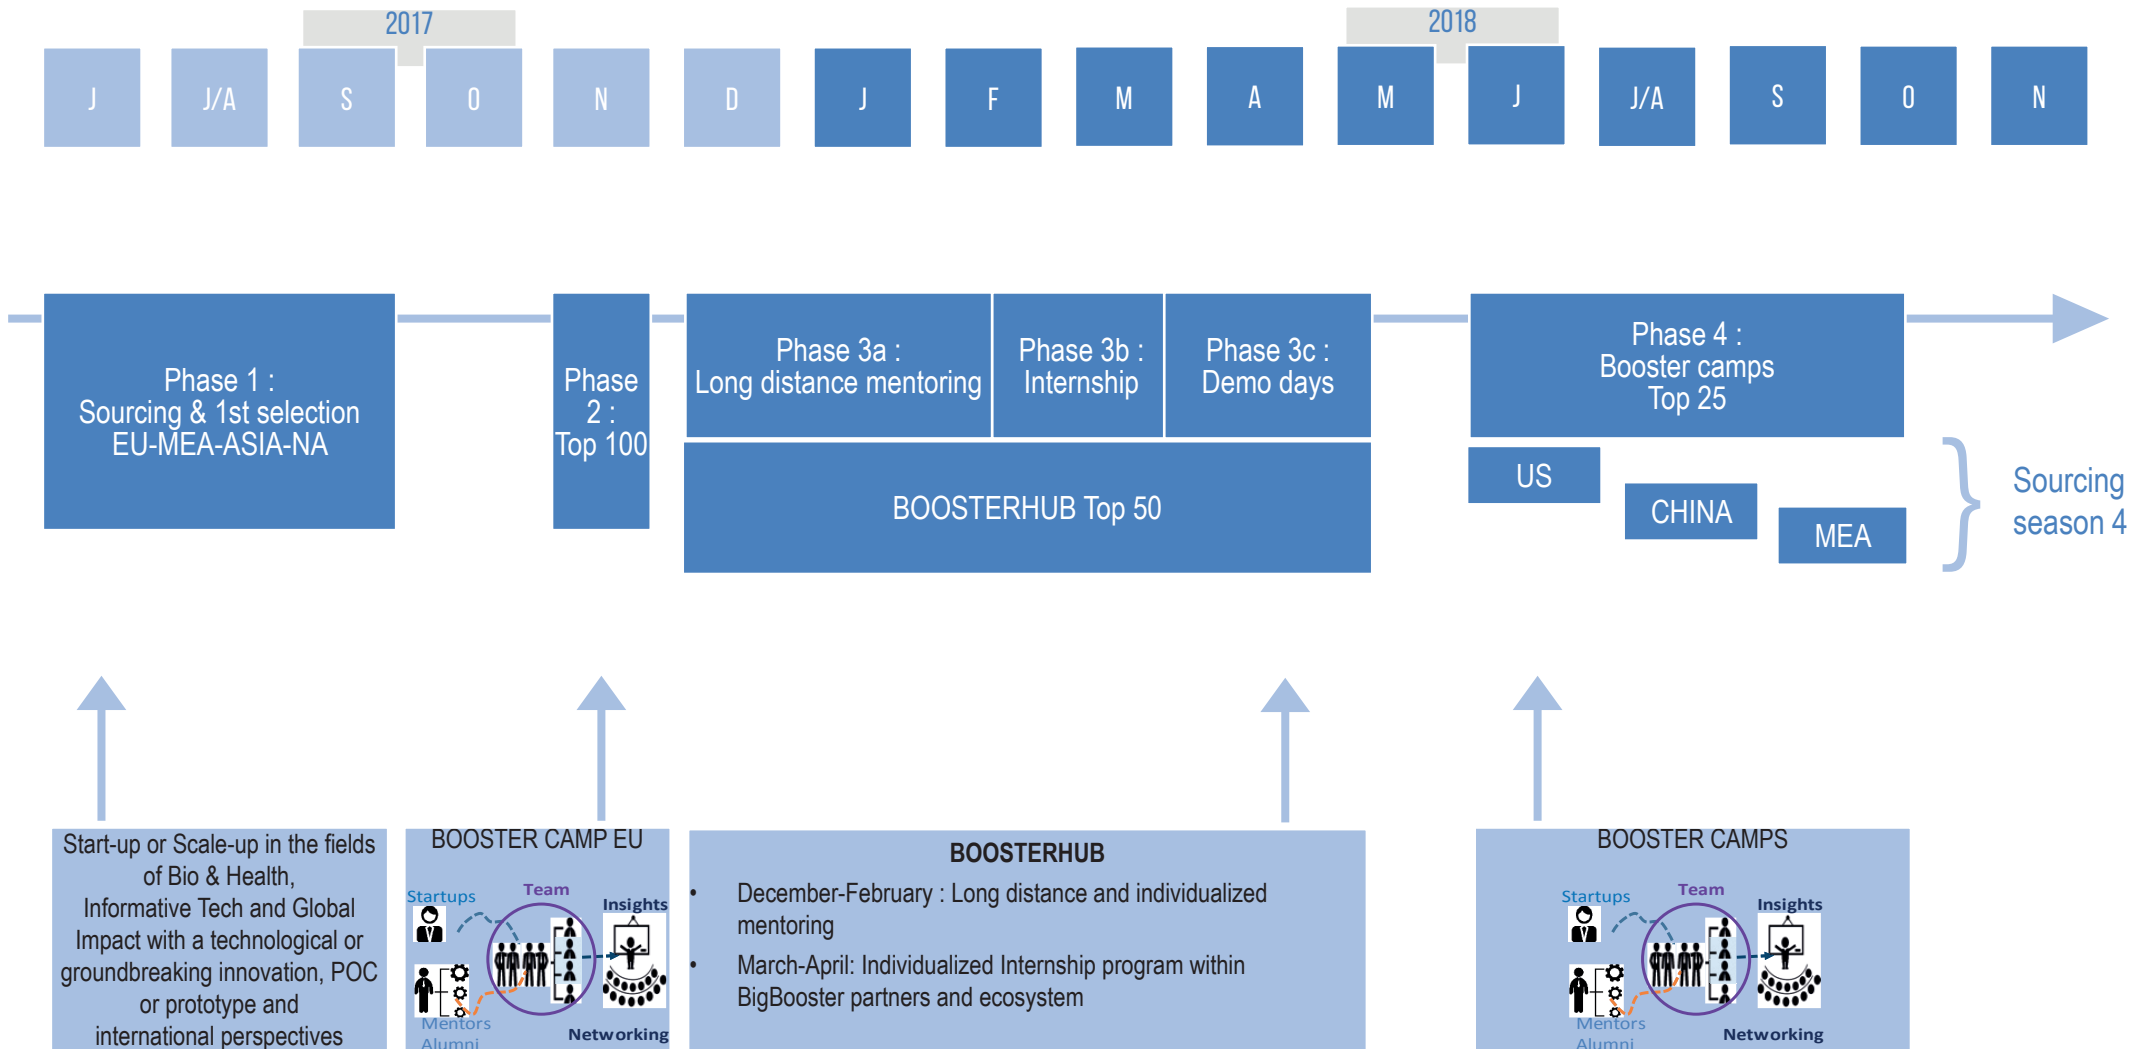 2017
2018
J
J/A
S
O
N
D
J
F
M
A
M
J
J/A
S
O
N
Phase 1 :
Sourcing & 1st selection
EU-MEA-ASIA-NA
Phase
2 :
Top 100
Phase 3a :
Long distance mentoring
Phase 3b :
Internship
Phase 3c :
Demo days
BOOSTERHUB Top 50
Phase 4 :
Booster camps
Top 25
US
CHINA
MEA
Sourcing
season 4
Start-up or Scale-up in the fields
of Bio & Health,
Informative Tech and Global
Impact with a technological or
groundbreaking innovation, POC
or prototype and
international perspectives
BOOSTER CAMP EU
Startups
Team
Insights
Mentors
Alumni
Networking
BOOSTERHUB
• December-February : Long distance and individualized
mentoring
• March-April: Individualized Internship program within
BigBooster partners and ecosystem
BOOSTER CAMPS
Startups
Team
Insights
Mentors
Alumni
Networking